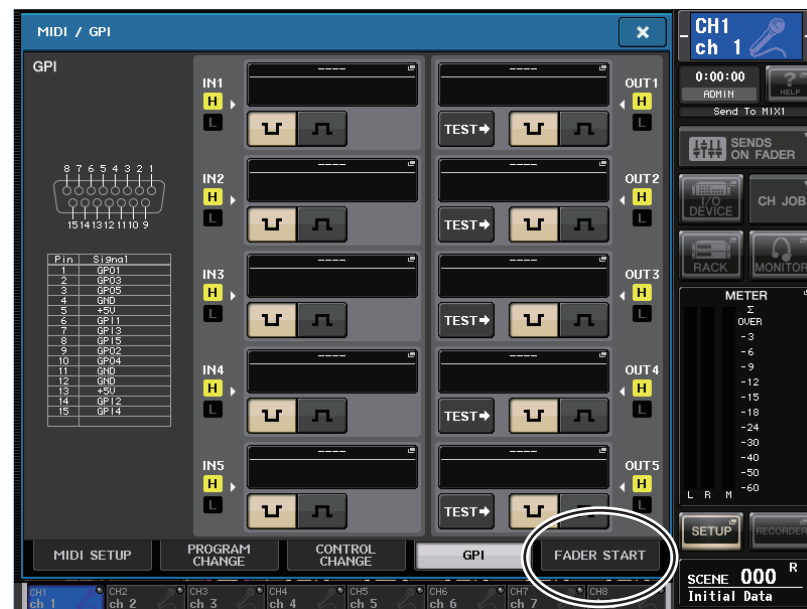 MIDI / GPI
×
GPI
8 7 6 5 4 3 2 1
15 14 13 12 11 10 9
Pin Signal
1 GPO1
2 GPO3
3 GPO5
4 GND
5 +5V
6 GPI1
7 GPI3
8 GPI5
9 GPO2
10 GPO4
11 GND
12 GND
13 +5V
14 GPI2
15 GPI4
IN1
H
L
----
----
TEST
OUT1
H
L
IN2
H
L
----
----
TEST
OUT2
H
L
IN3
H
L
----
----
TEST
OUT3
H
L
IN4
H
L
----
----
TEST
OUT4
H
L
IN5
H
L
----
----
TEST
OUT5
H
L
MIDI SETUP
PROGRAM
CHANGE
CONTROL
CHANGE
GPI
FADER START
CH1
ch 1
0:00:00
ADMIN
?
HELP
Send To MIX1
SENDS
ON FADER
I/O
DEVICE
CH JOB
RACK
MONITOR
METER
Σ
OVER
-3
-6
-9
-12
-15
-18
-24
-30
-40
-50
-60
L R M
SETUP
RECORDER
SCENE 000 R
Initial Data
CH1
ch 1
CH2
ch 2
CH3
ch 3
CH4
ch 4
CH5
ch 5
CH6
ch 6
CH7
ch 7
CH8